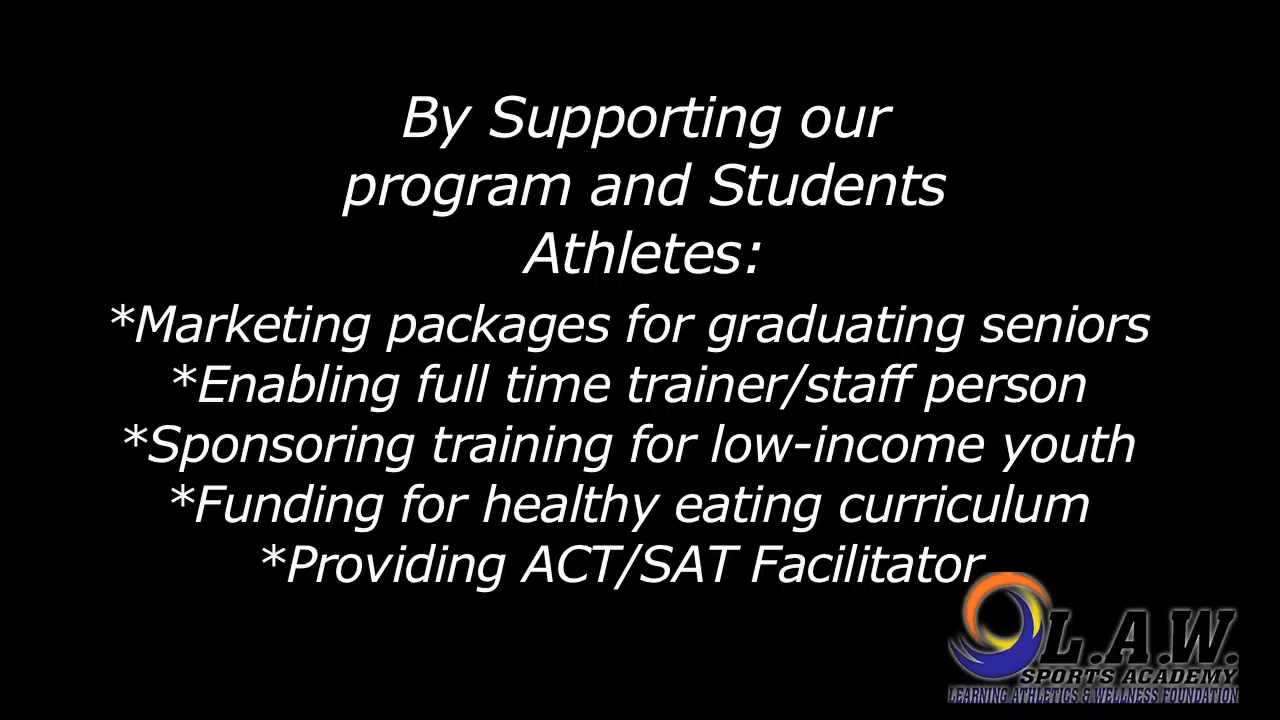 By Supporting our
program and Students
Athletes:
*Marketing packages for graduating seniors
*Enabling full time trainer/staff person
*Sponsoring training for low-income youth
*Funding for healthy eating curriculum
*Providing ACT/SAT Facilitator
L.A.W.
SPORTS ACADEMY
LEARNING ATHLETICS & WELLNESS FOUNDATION